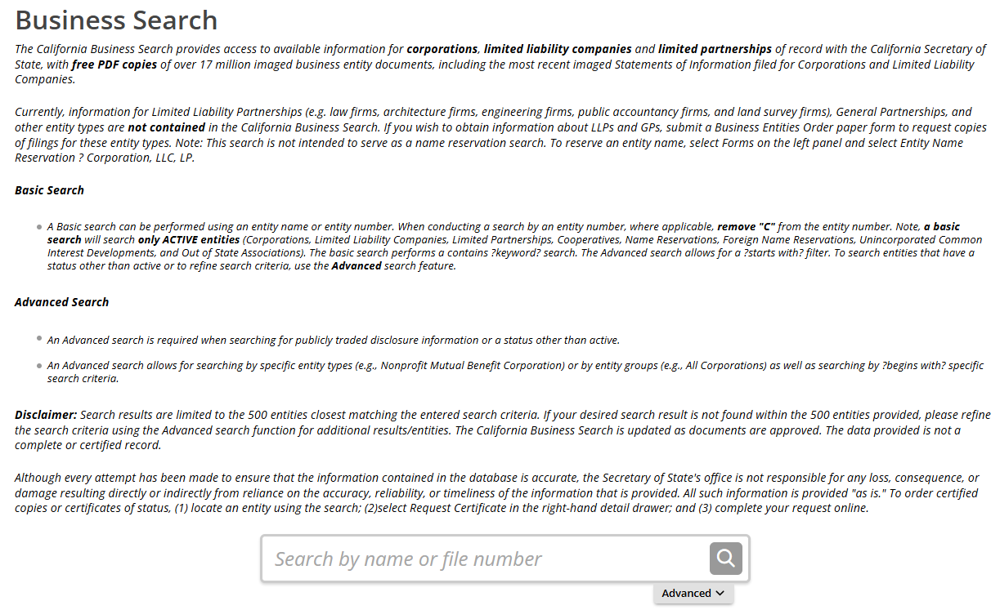 Business Search
The California Business Search provides access to available information for corporations, limited liability companies and limited partnerships of record with the California Secretary of
State, with free PDF copies of over 17 million imaged business entity documents, including the most recent imaged Statements of Information filed for Corporations and Limited Liability
Companies.
Currently, information for Limited Liability Partnerships (e.g. law firms, architecture firms, engineering firms, public accountancy firms, and land survey firms), General Partnerships, and
other entity types are not contained in the California Business Search. If you wish to obtain information about LLPs and GPs, submit a Business Entities Order paper form to request copies
of filings for these entity types. Note: This search is not intended to serve as a name reservation search. To reserve an entity name, select Forms on the left panel and select Entity Name
Reservation ? Corporation, LLC, LP.
Basic Search
A Basic search can be performed using an entity name or entity number. When conducting a search by an entity number, where applicable, remove "C" from the entity number. Note, a basic
search will search only ACTIVE entities (Corporations, Limited Liability Companies, Limited Partnerships, Cooperatives, Name Reservations, Foreign Name Reservations, Unincorporated Common
Interest Developments, and Out of State Associations). The basic search performs a contains ?keyword? search. The Advanced search allows for a ?starts with? filter. To search entities that have a
status other than active or to refine search criteria, use the Advanced search feature.
Advanced Search
An Advanced search is required when searching for publicly traded disclosure information or a status other than active.
An Advanced search allows for searching by specific entity types (e.g., Nonprofit Mutual Benefit Corporation) or by entity groups (e.g., All Corporations) as well as searching by ?begins with? specific
search criteria.
Disclaimer: Search results are limited to the 500 entities closest matching the entered search criteria. If your desired search result is not found within the 500 entities provided, please refine
the search criteria using the Advanced search function for additional results/entities. The California Business Search is updated as documents are approved. The data provided is not a
complete or certified record.
Although every attempt has been made to ensure that the information contained in the database is accurate, the Secretary of State's office is not responsible for any loss, consequence, or
damage resulting directly or indirectly from reliance on the accuracy, reliability, or timeliness of the information that is provided. All such information is provided "as is." To order certified
copies or certificates of status, (1) locate an entity using the search; (2)select Request Certificate in the right-hand detail drawer; and (3) complete your request online.
Search by name or file number
Advanced